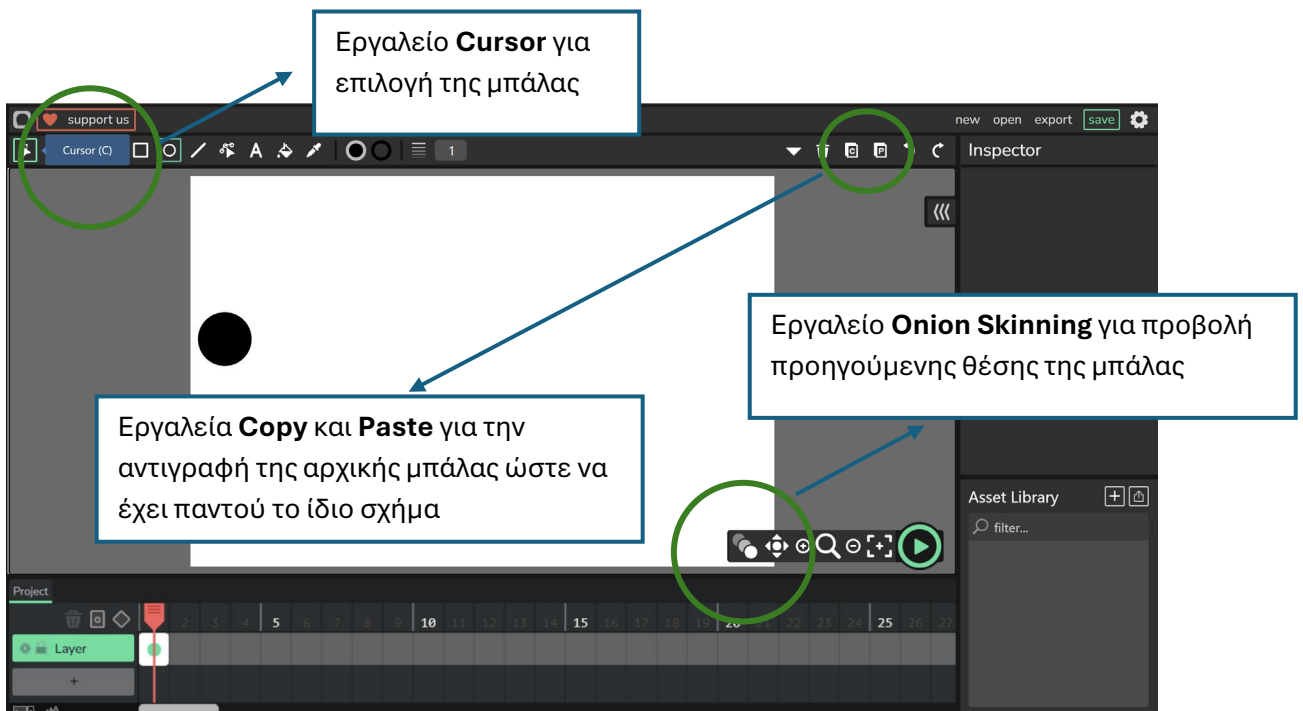 Εργαλείο Cursor για
επιλογή της μπάλας
support us
new open export save
Cursor (C)
A
1
C P
Inspector
Εργαλείο Onion Skinning για προβολή
προηγούμενης θέσης της μπάλας
Εργαλεία Copy και Paste για την
αντιγραφή της αρχικής μπάλας ώστε να
έχει παντού το ίδιο σχήμα
Asset Library
filter...
Project
2 3 4 5 6 7 8 9 10 11 12 13 14 15 16 17 18 19 20 21 22 23 24 25 26 27
Layer
+